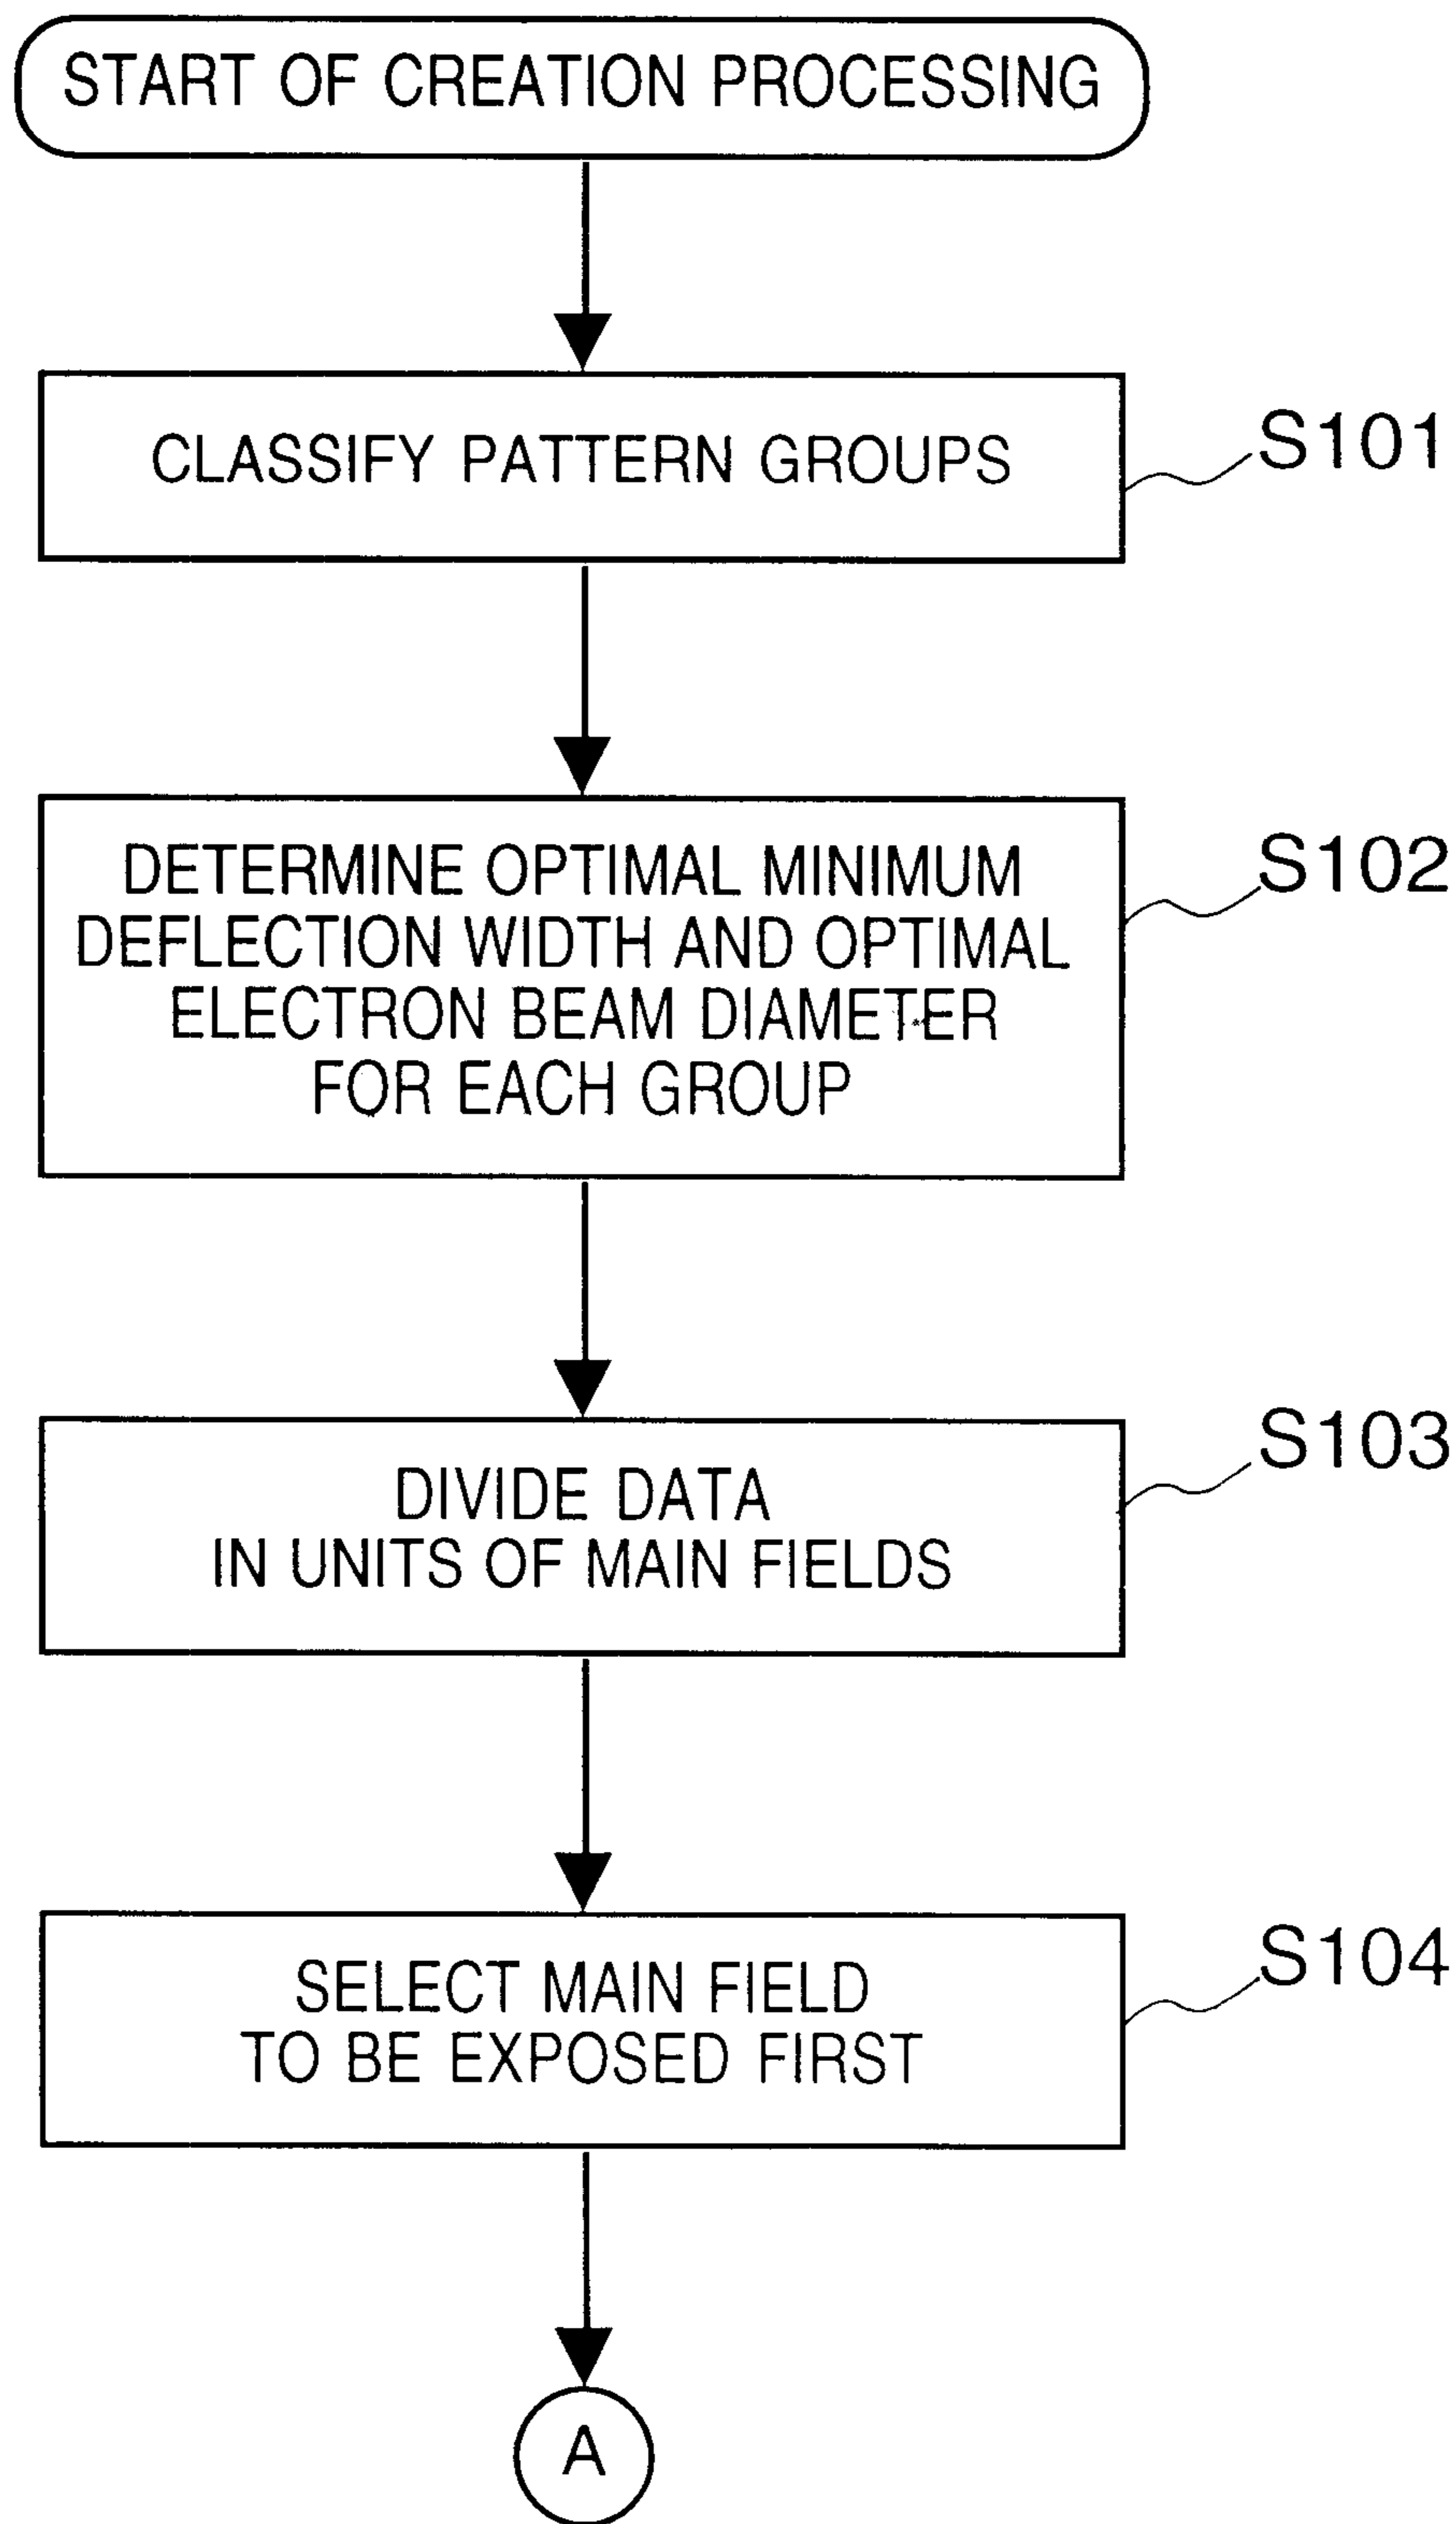 START OF CREATION PROCESSING
CLASSIFY PATTERN GROUPS
S101
DETERMINE OPTIMAL MINIMUM
DEFLECTION WIDTH AND OPTIMAL
ELECTRON BEAM DIAMETER
FOR EACH GROUP
S102
DIVIDE DATA
IN UNITS OF MAIN FIELDS
S103
SELECT MAIN FIELD
TO BE EXPOSED FIRST
S104
A